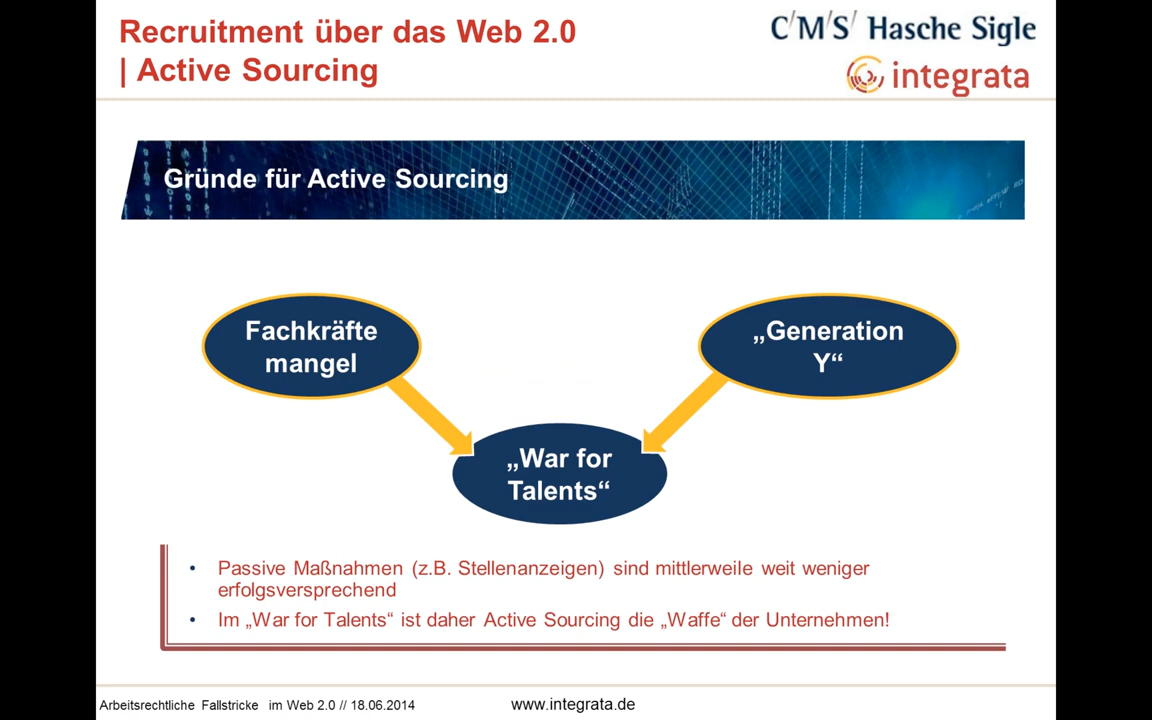 Recruitment über das Web 2.0
| Active Sourcing
C/M/S/ Hasche Sigle
integrata
Gründe für Active Sourcing
Fachkräfte
mangel
„Generation
Y“
„War for
Talents“
• Passive Maßnahmen (z.B. Stellenanzeigen) sind mittlerweile weit weniger
erfolgsversprechend
• Im „War for Talents“ ist daher Active Sourcing die „Waffe“ der Unternehmen!
Arbeitsrechtliche Fallstricke im Web 2.0 // 18.06.2014
www.integrata.de